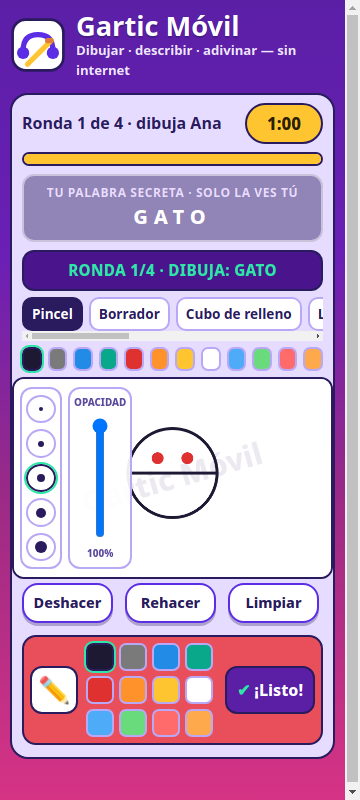 Gartic Móvil
Dibujar · describir · adivinar — sin
internet
Ronda 1 de 4 · dibuja Ana
1:00
TU PALABRA SECRETA · SOLO LA VES TÚ
GATO
RONDA 1/4 · DIBUJA: GATO
Pincel
Borrador
Cubo de relleno
L
OPACIDAD
100%
tic Móvil
Deshacer
Rehacer
Limpiar
✔ ¡Listo!